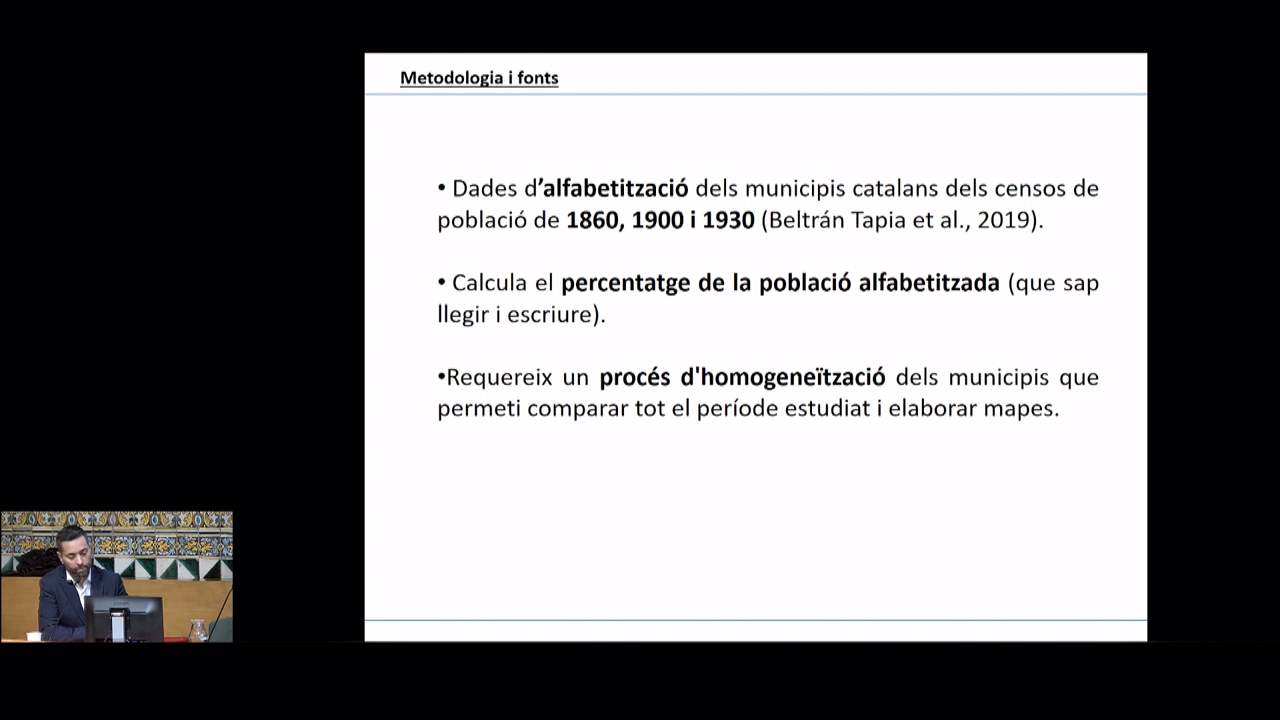 Metodologia i fonts
• Dades d’alfabetització dels municipis catalans dels censos de
població de 1860, 1900 i 1930 (Beltrán Tapia et al., 2019).
• Calcula el percentatge de la població alfabetitzada (que sap
llegir i escriure).
•Requereix un procés d'homogeneïtzació dels municipis que
permeti comparar tot el període estudiat i elaborar mapes.